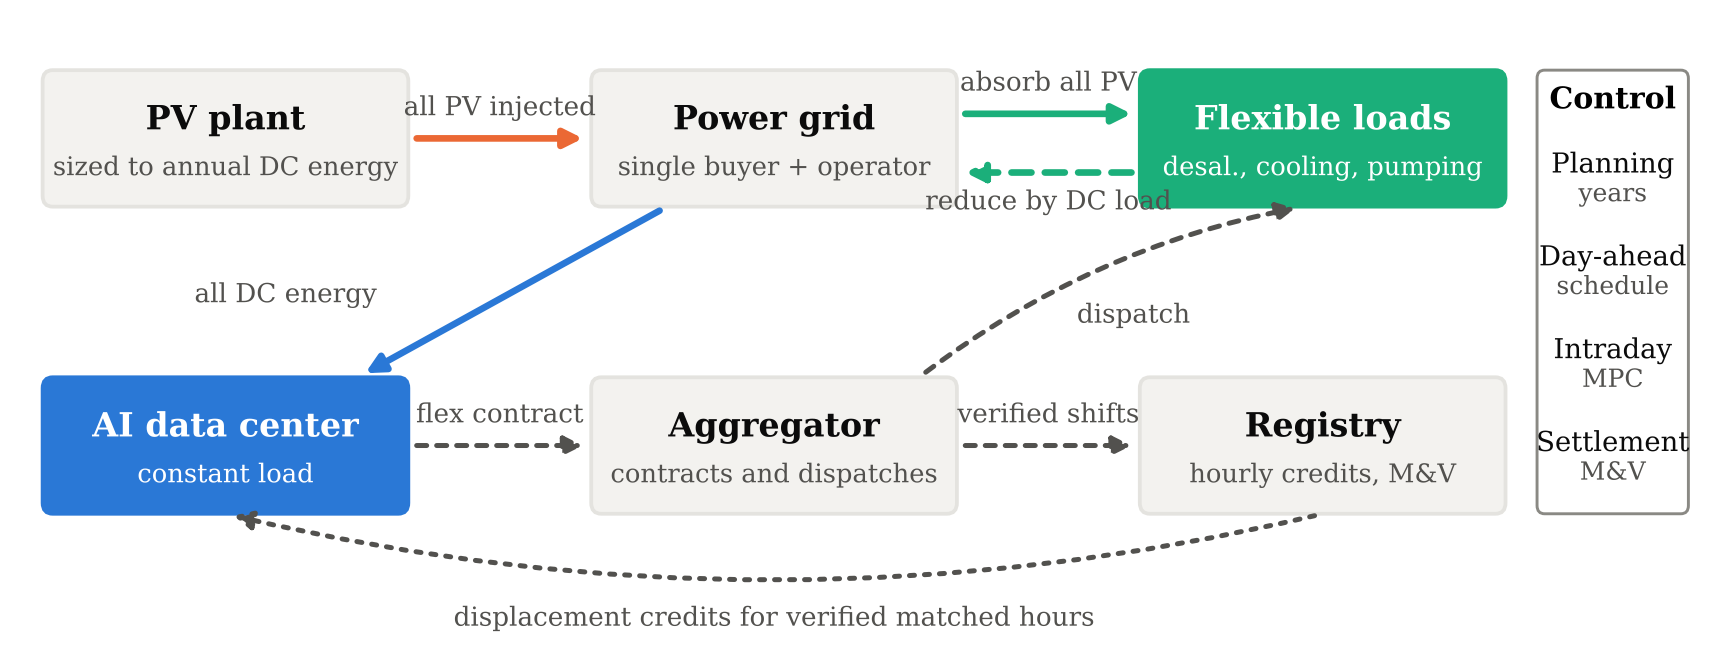 PV plant
sized to annual DC energy
all PV injected
Power grid
single buyer + operator
absorb all PV
reduce by DC load
Flexible loads
desal., cooling, pumping
all DC energy
dispatch
AI data center
constant load
flex contract
Aggregator
contracts and dispatches
verified shifts
Registry
hourly credits, M&V
displacement credits for verified matched hours
Control
Planning
years
Day-ahead
schedule
Intraday
MPC
Settlement
M&V